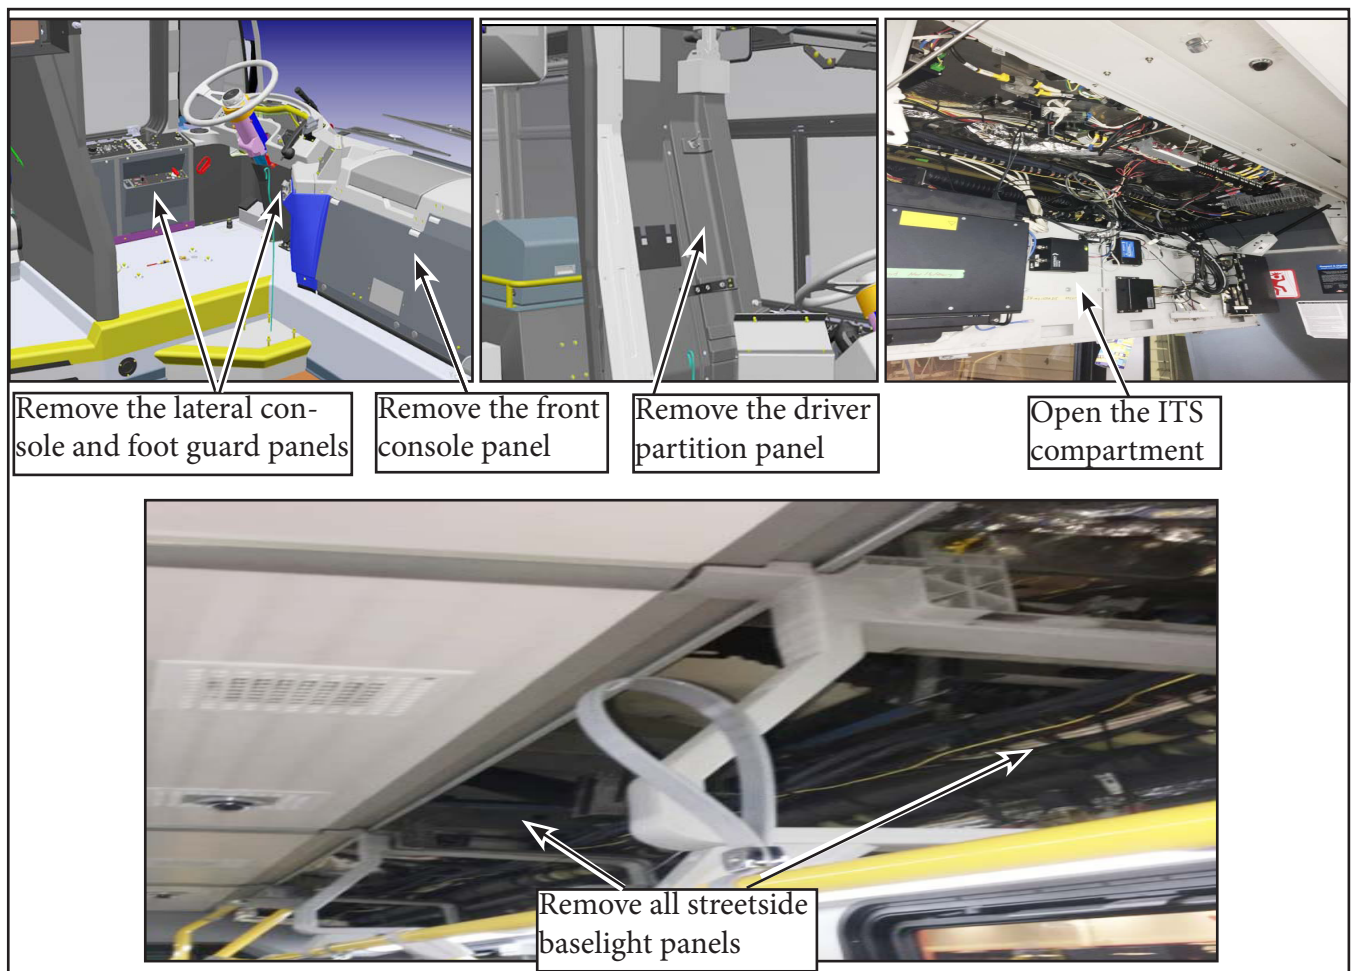 Remove the lateral con-
sole and foot guard panels
Remove the front
console panel
Remove the driver
partition panel
Open the ITS
compartment
Remove all streetside
baselight panels